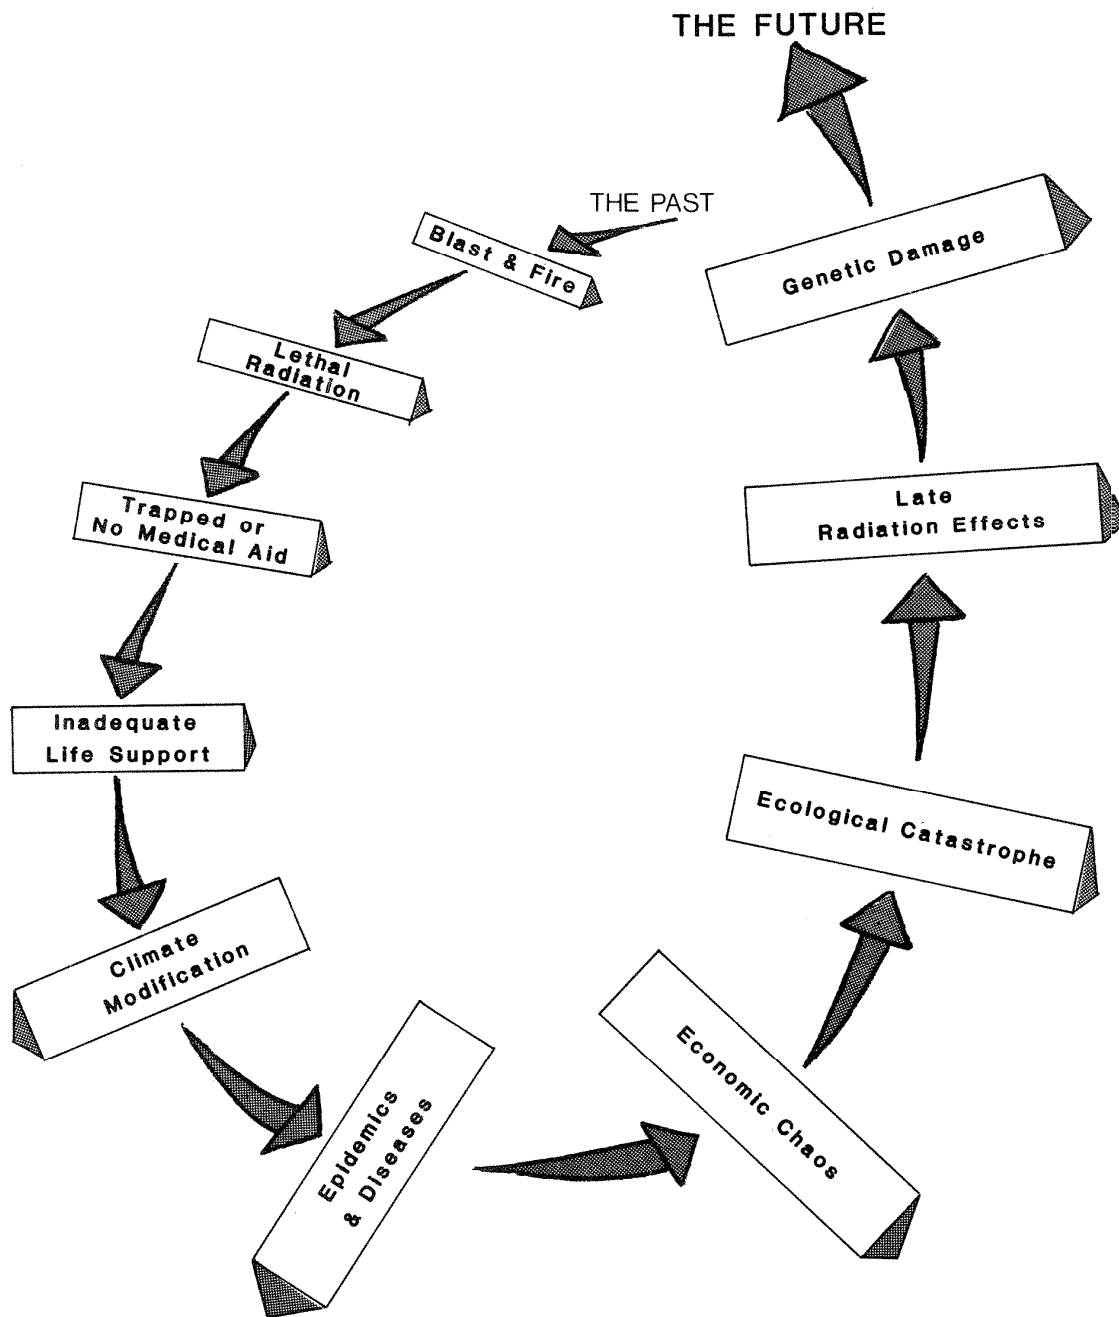 THE FUTURE
THE PAST
Blast & Fire
Lethal
Radiation
Trapped or
No Medical Aid
Inadequate
Life Support
Climate
Modification
Epidemics
& Diseases
Economic Chaos
Ecological Catastrophe
Late
Radiation Effects
Genetic Damage